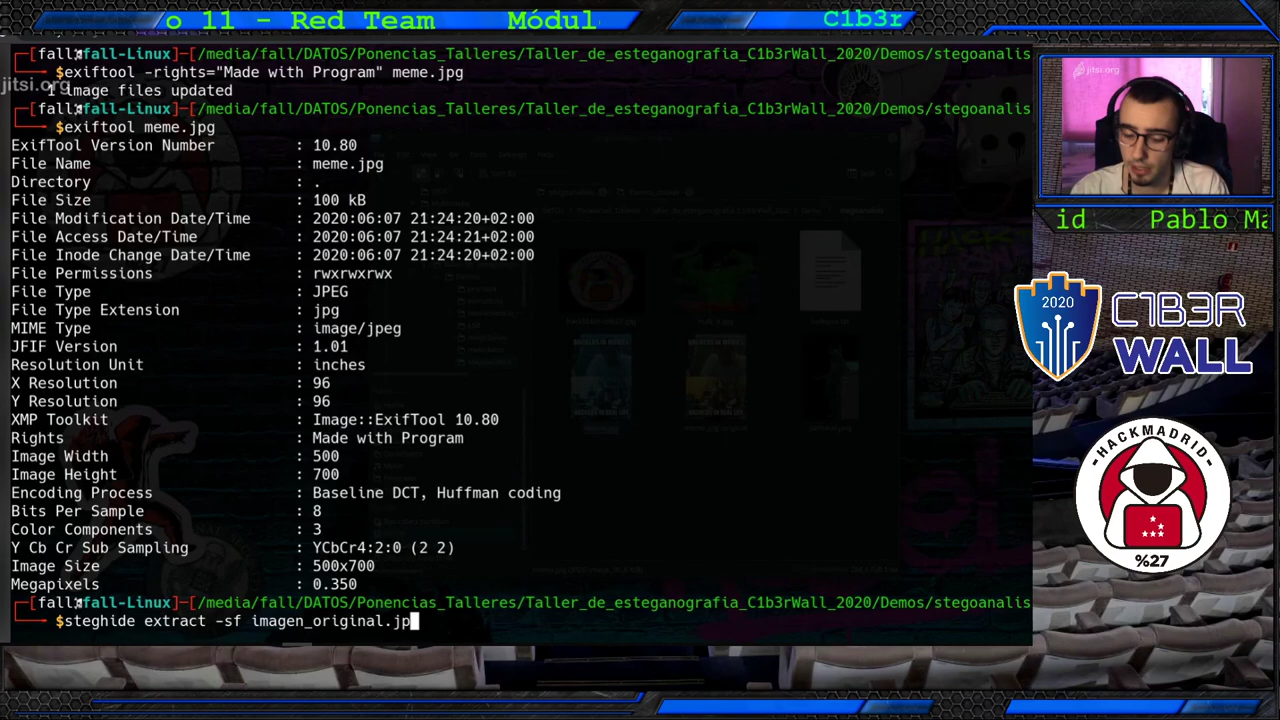 o 11 - Red Team Módul
C1b3r
┌─[fall@fall-Linux]─[/media/fall/DATOS/Ponencias_Talleres/Taller_de_esteganografia_C1b3rWall_2020/Demos/stegoanalis
└──╼ $exiftool -rights="Made with Program" meme.jpg
1 image files updated
┌─[fall@fall-Linux]─[/media/fall/DATOS/Ponencias_Talleres/Taller_de_esteganografia_C1b3rWall_2020/Demos/stegoanalis
└──╼ $exiftool meme.jpg
ExifTool Version Number : 10.80
File Name : meme.jpg
Directory : .
File Size : 100 kB
File Modification Date/Time : 2020:06:07 21:24:20+02:00
File Access Date/Time : 2020:06:07 21:24:21+02:00
File Inode Change Date/Time : 2020:06:07 21:24:20+02:00
File Permissions : rwxrwxrwx
File Type : JPEG
File Type Extension : jpg
MIME Type : image/jpeg
JFIF Version : 1.01
Resolution Unit : inches
X Resolution : 96
Y Resolution : 96
XMP Toolkit : Image::ExifTool 10.80
Rights : Made with Program
Image Width : 500
Image Height : 700
Encoding Process : Baseline DCT, Huffman coding
Bits Per Sample : 8
Color Components : 3
Y Cb Cr Sub Sampling : YCbCr4:2:0 (2 2)
Image Size : 500x700
Megapixels : 0.350
┌─[fall@fall-Linux]─[/media/fall/DATOS/Ponencias_Talleres/Taller_de_esteganografia_C1b3rWall_2020/Demos/stegoanalis
└──╼ $steghide extract -sf imagen_original.jp
jitsi.org
jitsi.org
id Pablo Ma
2020
C1B3R
WALL
-HACKMADRID-
%27